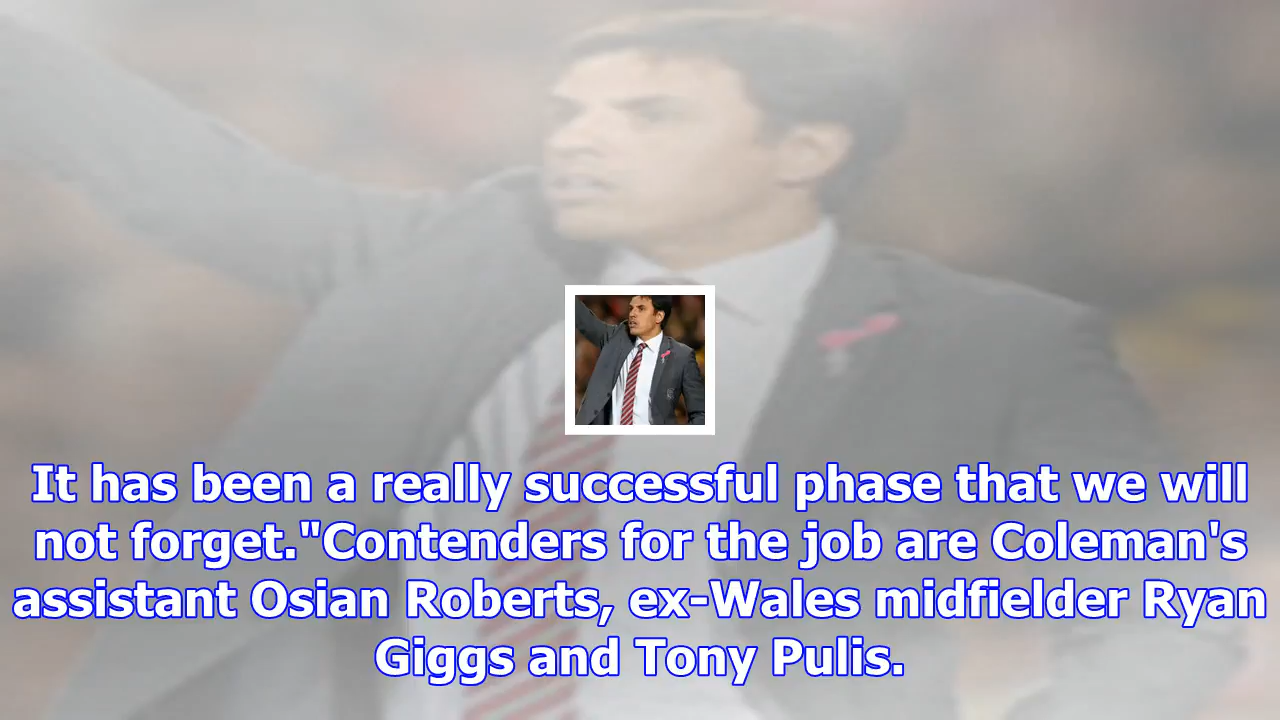 It has been a really successful phase that we will
not forget."Contenders for the job are Coleman's
assistant Osian Roberts, ex-Wales midfielder Ryan
Giggs and Tony Pulis.